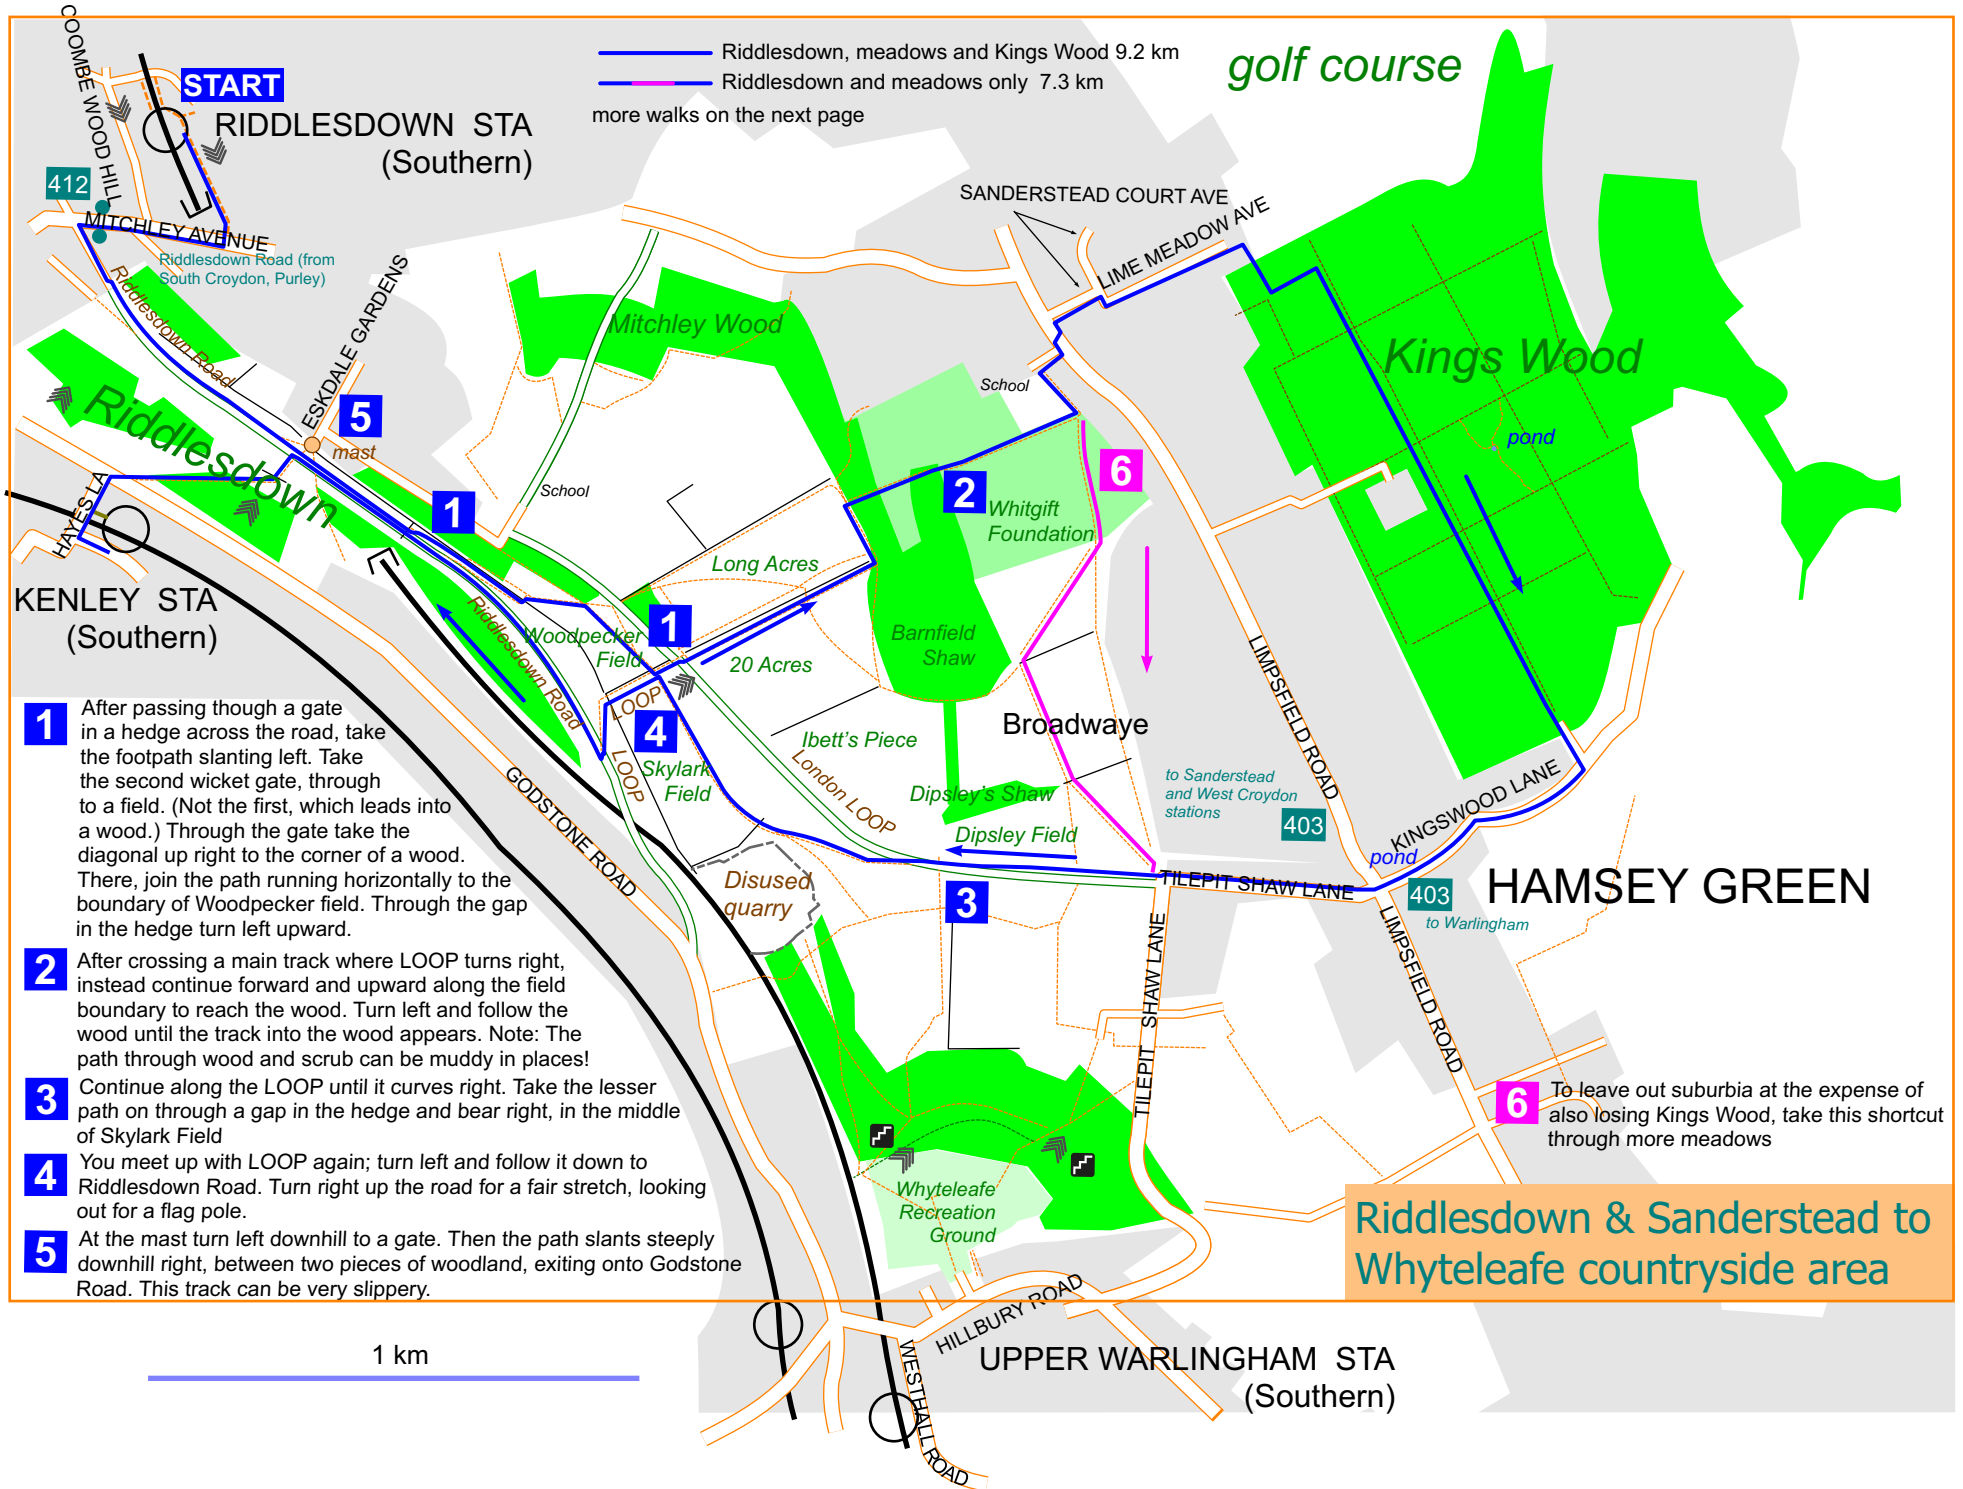 COOMBE WOOD HILL
START
RIDDLESDOWN STA
(Southern)
412
MITCHLEY AVENUE
Riddlesdown Road (from
South Croydon, Purley)
Riddlesdown, meadows and Kings Wood 9.2 km
Riddlesdown and meadows only 7.3 km
more walks on the next page
golf course
SANDERSTEAD COURT AVE
LIME MEADOW AVE
Riddlesdown Road
ESKDALE GARDENS
Mitchley Wood
Kings Wood
School
Riddlesdown
5
mast
pond
6
HAYES LA
1
School
2
Whitgift
Foundation
KENLEY STA
(Southern)
Long Acres
Riddlesdown Road
Woodpecker
Field
1
20 Acres
Barnfield
Shaw
LIMPSFIELD ROAD
LOOP
4
LOOP
Skylark
Field
Ibett's Piece
Broadwaye
London LOOP
Dipsley's Shaw
Dipsley Field
to Sanderstead
and West Croydon
stations
403
KINGSWOOD LANE
pond
GODSTONE ROAD
Disused
quarry
3
TILEPIT SHAW LANE
403
to Warlingham
HAMSEY GREEN
LIMPSFIELD ROAD
TILEPIT SHAW LANE
1
After passing though a gate
in a hedge across the road, take
the footpath slanting left. Take
the second wicket gate, through
to a field. (Not the first, which leads into
a wood.) Through the gate take the
diagonal up right to the corner of a wood.
There, join the path running horizontally to the
boundary of Woodpecker field. Through the gap
in the hedge turn left upward.
2
After crossing a main track where LOOP turns right,
instead continue forward and upward along the field
boundary to reach the wood. Turn left and follow the
wood until the track into the wood appears. Note: The
path through wood and scrub can be muddy in places!
3
Continue along the LOOP until it curves right. Take the lesser
path on through a gap in the hedge and bear right, in the middle
of Skylark Field
4
You meet up with LOOP again; turn left and follow it down to
Riddlesdown Road. Turn right up the road for a fair stretch, looking
out for a flag pole.
5
At the mast turn left downhill to a gate. Then the path slants steeply
downhill right, between two pieces of woodland, exiting onto Godstone
Road. This track can be very slippery.
6
To leave out suburbia at the expense of
also losing Kings Wood, take this shortcut
through more meadows
Whyteleafe
Recreation
Ground
Riddlesdown & Sanderstead to
Whyteleafe countryside area
1 km
HILLBURY ROAD
UPPER WARLINGHAM STA
(Southern)
WESTHALL ROAD